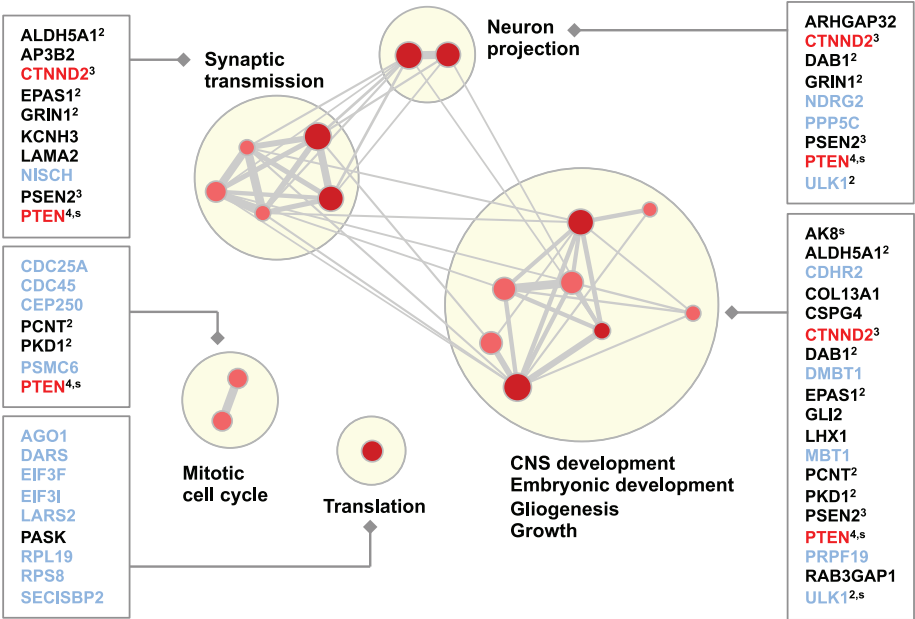 ALDH5A1²
AP3B2
CTNND2³
EPAS1²
GRIN1²
KCNH3
LAMA2
NISCH
PSEN2³
PTEN⁴,ˢ
Synaptic
transmission
Neuron
projection
ARHGAP32
CTNND2³
DAB1²
GRIN1²
NDRG2
PPP5C
PSEN2³
PTEN⁴,ˢ
ULK1²
CDC25A
CDC45
CEP250
PCNT²
PKD1²
PSMC6
PTEN⁴,ˢ
Mitotic
cell cycle
AGO1
DARS
EIF3F
EIF3I
LARS2
PASK
RPL19
RPS8
SECISBP2
Translation
CNS development
Embryonic development
Gliogenesis
Growth
AK8ˢ
ALDH5A1²
CDHR2
COL13A1
CSPG4
CTNND2³
DAB1²
DMBT1
EPAS1²
GLI2
LHX1
MBT1
PCNT²
PKD1²
PSEN2³
PTEN⁴,ˢ
PRPF19
RAB3GAP1
ULK1²,ˢ